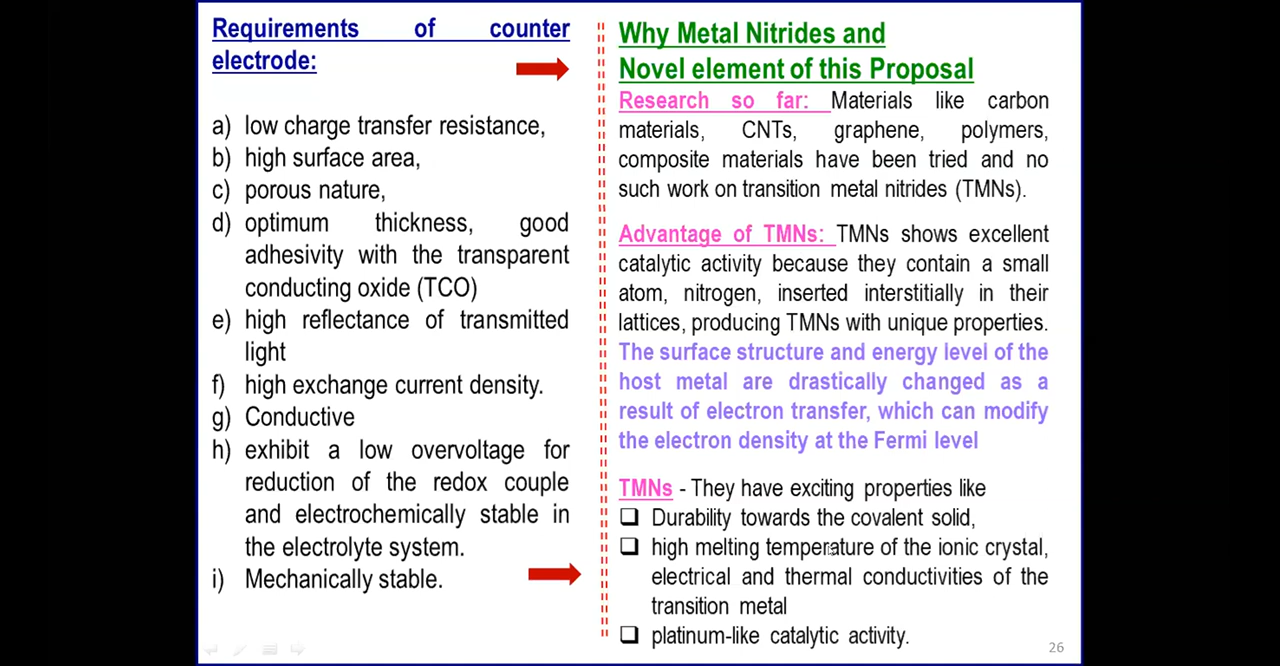 Requirements of counter
electrode:
a) low charge transfer resistance,
b) high surface area,
c) porous nature,
d) optimum thickness, good
adhesivity with the transparent
conducting oxide (TCO)
e) high reflectance of transmitted
light
f) high exchange current density.
g) Conductive
h) exhibit a low overvoltage for
reduction of the redox couple
and electrochemically stable in
the electrolyte system.
i) Mechanically stable.
Why Metal Nitrides and
Novel element of this Proposal
Research so far: Materials like carbon
materials, CNTs, graphene, polymers,
composite materials have been tried and no
such work on transition metal nitrides (TMNs).
Advantage of TMNs: TMNs shows excellent
catalytic activity because they contain a small
atom, nitrogen, inserted interstitially in their
lattices, producing TMNs with unique properties.
The surface structure and energy level of the
host metal are drastically changed as a
result of electron transfer, which can modify
the electron density at the Fermi level
TMNs - They have exciting properties like
❑ Durability towards the covalent solid,
❑ high melting temperature of the ionic crystal,
electrical and thermal conductivities of the
transition metal
❑ platinum-like catalytic activity.
26